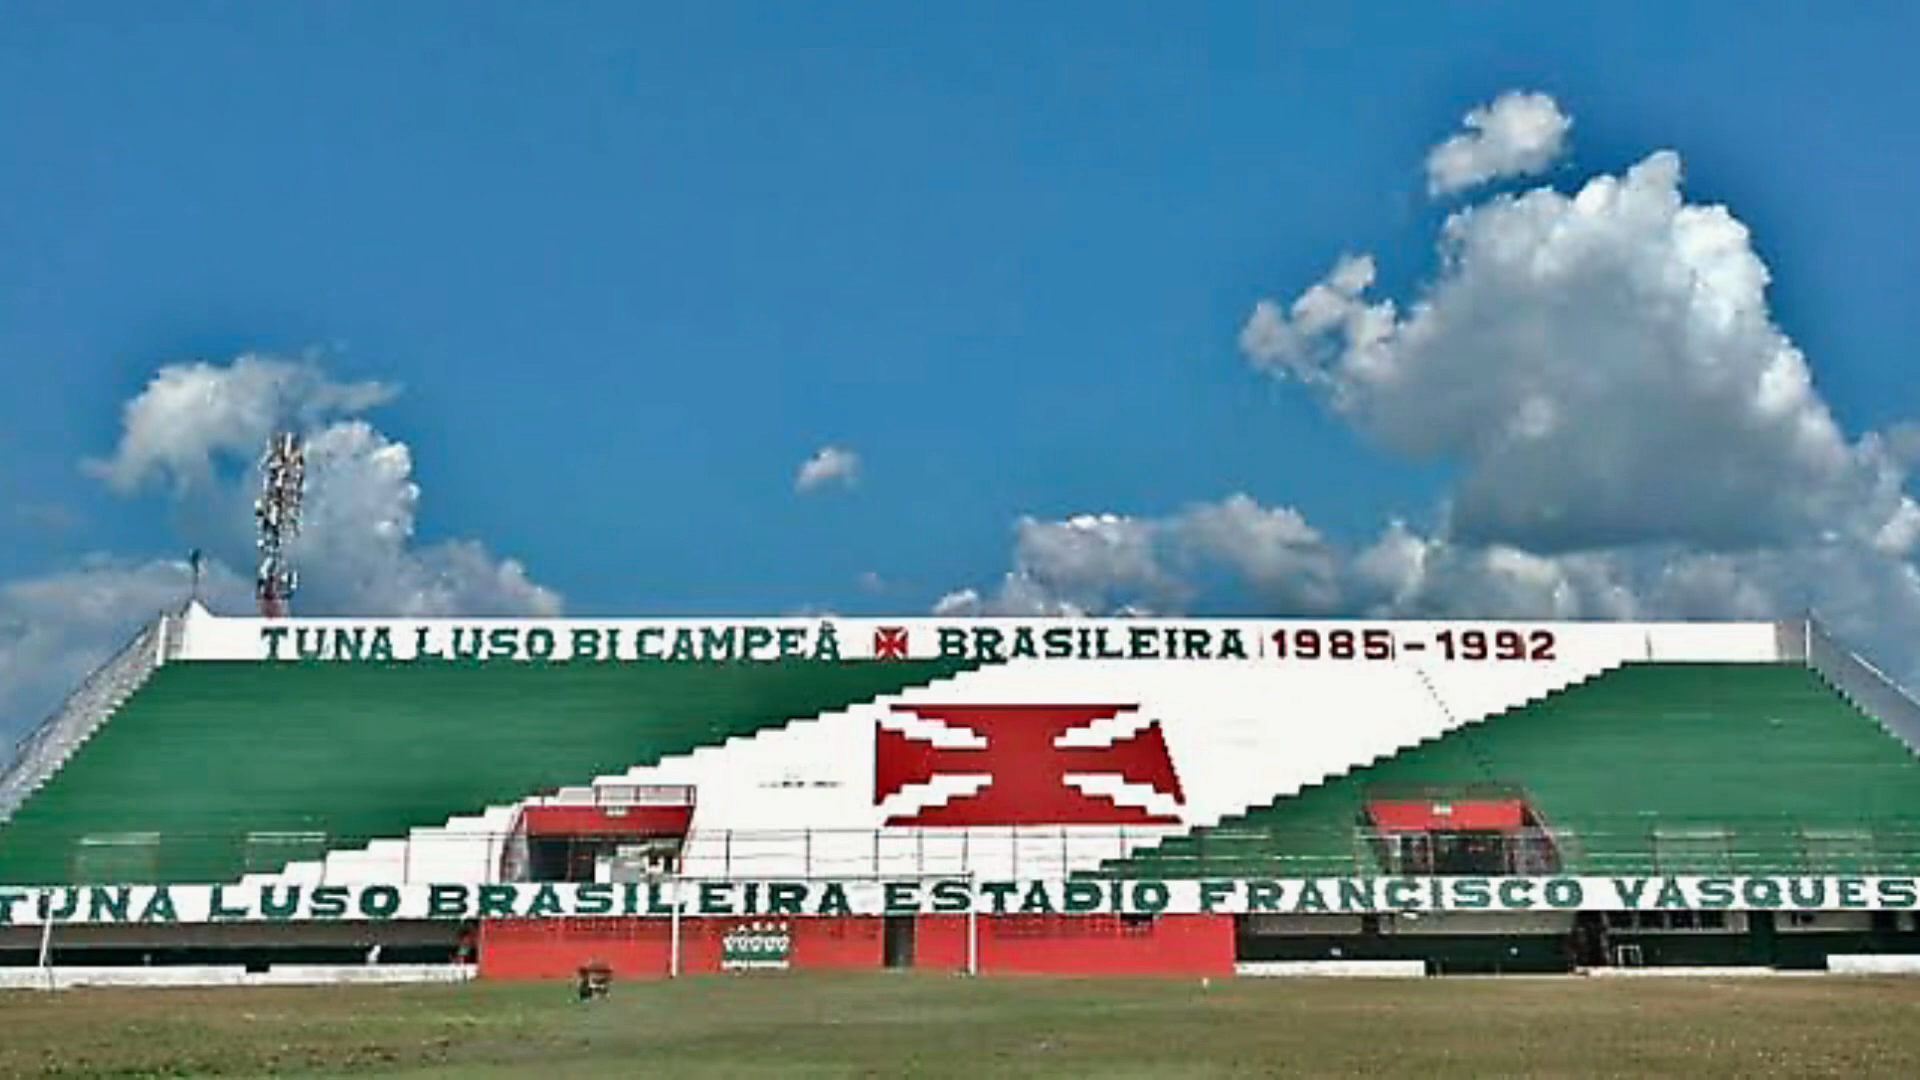 TUNA LUSO BI CAMPEÃ BRASILEIRA 1985 - 1992
TUNA LUSO BRASILEIRA ESTADIO FRANCISCO VASQUES